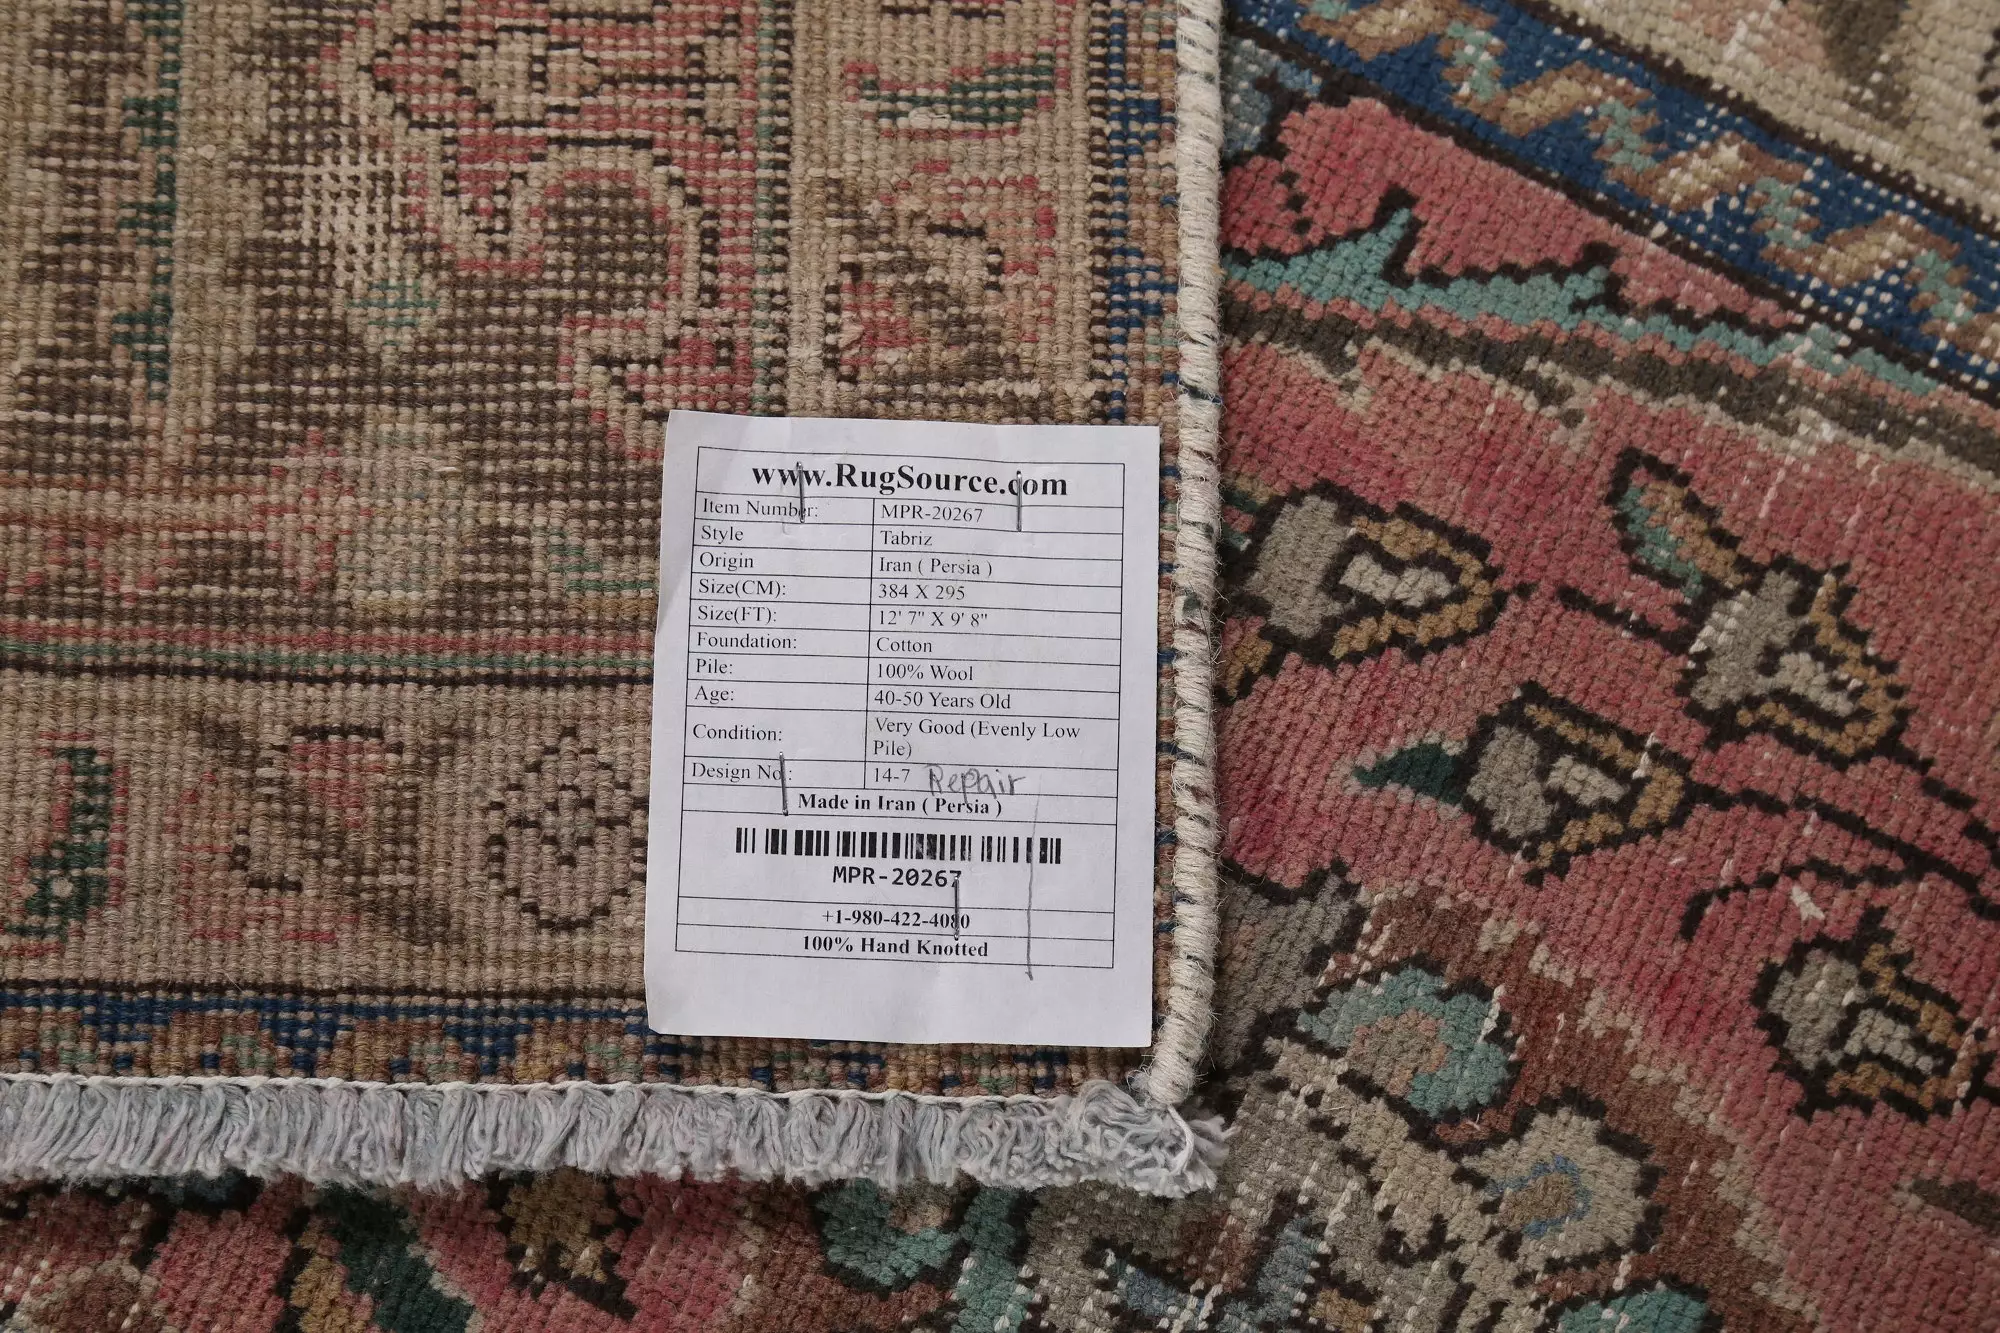 www.RugSource.com
Item Number: MPR-20267
Style Tabriz
Origin Iran ( Persia )
Size(CM): 384 X 295
Size(FT): 12' 7" X 9' 8"
Foundation: Cotton
Pile: 100% Wool
Age: 40-50 Years Old
Condition: Very Good (Evenly Low
Pile)
Design No.: 14-7 Repair
Made in Iran ( Persia )
MPR-20267
+1-980-422-4080
100% Hand Knotted